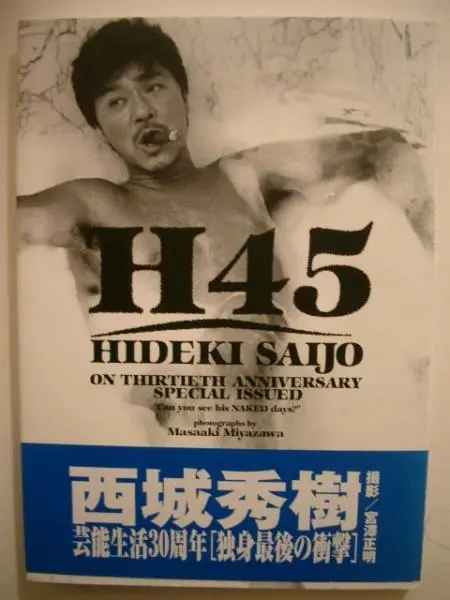 H45
HIDEKI SAIJO
ON THIRTIETH ANNIVERSARY
SPECIAL ISSUED
"Can you see his NAKED days?"
photographs by
Masaaki Miyazawa
西城秀樹
芸能生活30周年[独身最後の衝撃]
撮影/宮澤正明